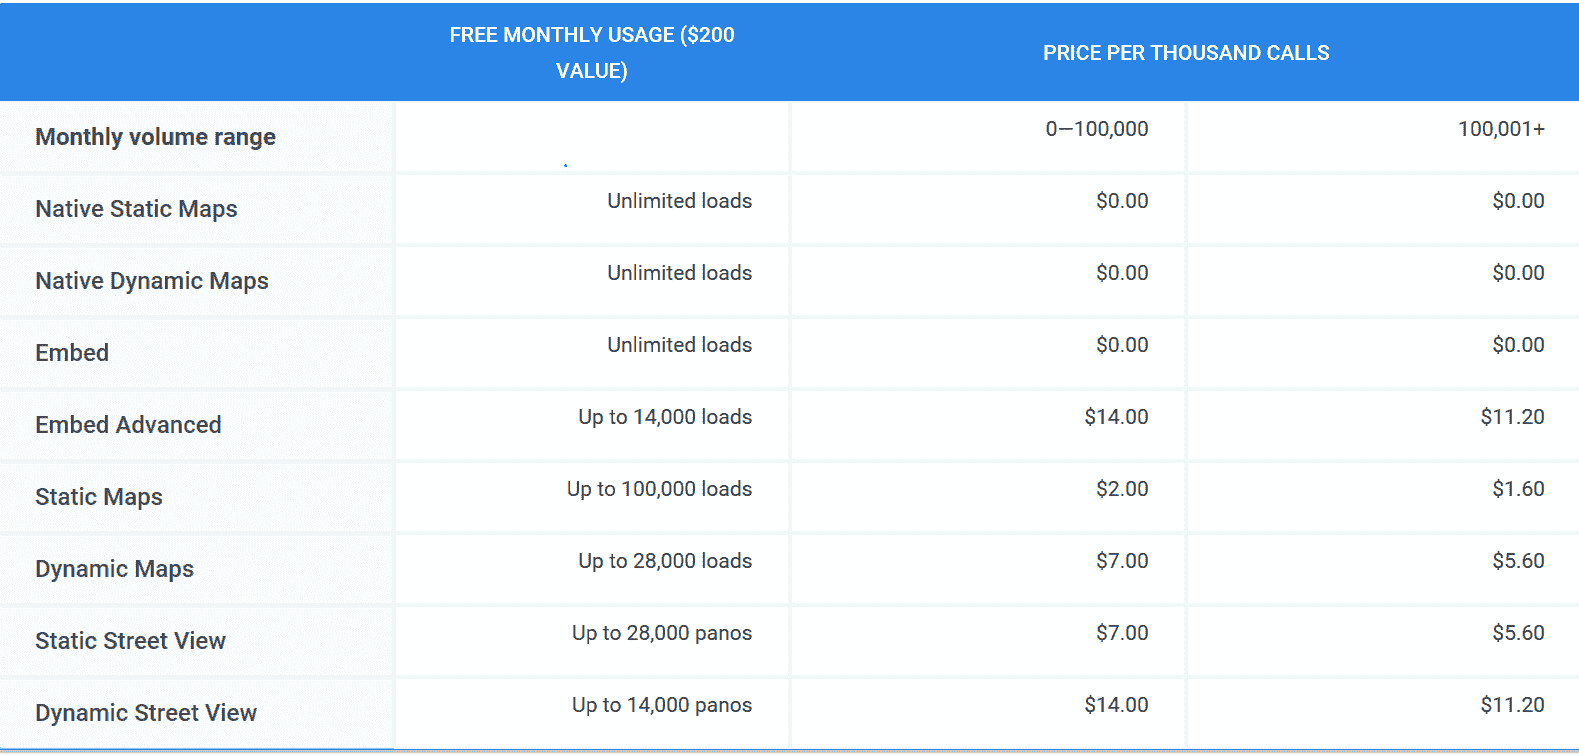 FREE MONTHLY USAGE ($200
VALUE)
PRICE PER THOUSAND CALLS
Monthly volume range 0—100,000 100,001+
Native Static Maps Unlimited loads $0.00 $0.00
Native Dynamic Maps Unlimited loads $0.00 $0.00
Embed Unlimited loads $0.00 $0.00
Embed Advanced Up to 14,000 loads $14.00 $11.20
Static Maps Up to 100,000 loads $2.00 $1.60
Dynamic Maps Up to 28,000 loads $7.00 $5.60
Static Street View Up to 28,000 panos $7.00 $5.60
Dynamic Street View Up to 14,000 panos $14.00 $11.20